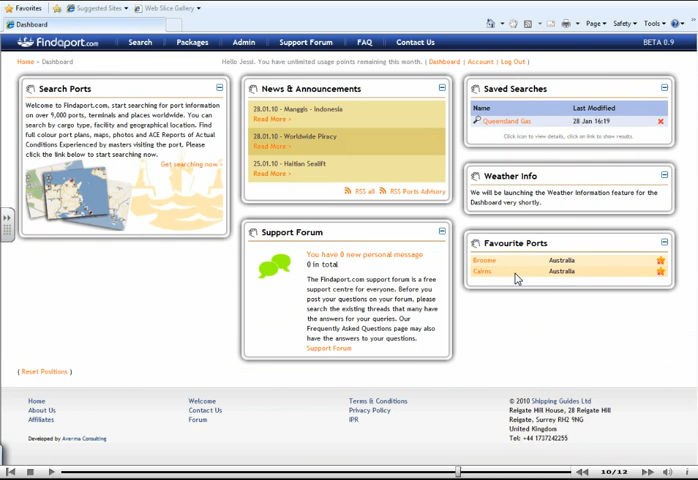 Favorites Suggested Sites Web Slice Gallery
Dashboard
Page Safety Tools
Findaport.com Search Packages Admin Support Forum FAQ Contact Us BETA 0.9
Home > Dashboard Hello Jessi. You have unlimited usage points remaining this month. ( Dashboard | Account | Log Out )
Search Ports
Welcome to Findaport.com, start searching for port information
on over 9,000 ports, terminals and places worldwide. You
can search by cargo type, facility and geographical location. Find
full colour port plans, maps, photos and ACE Reports of Actual
Conditions Experienced by masters visiting the port. Please
click the link below to start searching now.
Get searching now
News & Announcements
28.01.10 - Manggis - Indonesia
Read More >
28.01.10 - Worldwide Piracy
Read More >
25.01.10 - Haitian Sealift
Read More >
RSS all RSS Ports Advisory
Support Forum
You have 0 new personal message
0 in total
The Findaport.com support forum is a free
support centre for everyone. Before you
post your questions on your forum, please
search the existing threads that many have
the answers for your queries. Our
Frequently Asked Questions page may also
have the answers to your questions.
Support Forum
Saved Searches
Name Last Modified
Queensland Gas 28 Jan 16:19
Click icon to view details, click on link to show results.
Weather Info
We will be launching the Weather Information feature for the
Dashboard very shortly.
Favourite Ports
Broome Australia
Cairns Australia
( Reset Positions )
Home
About Us
Affiliates
Developed by Averma Consulting
Welcome
Contact Us
Forum
Terms & Conditions
Privacy Policy
IPR
© 2010 Shipping Guides Ltd
Reigate Hill House, 28 Reigate Hill
Reigate, Surrey RH2 9NG
United Kingdom
Tel: +44 1737242255
10/12